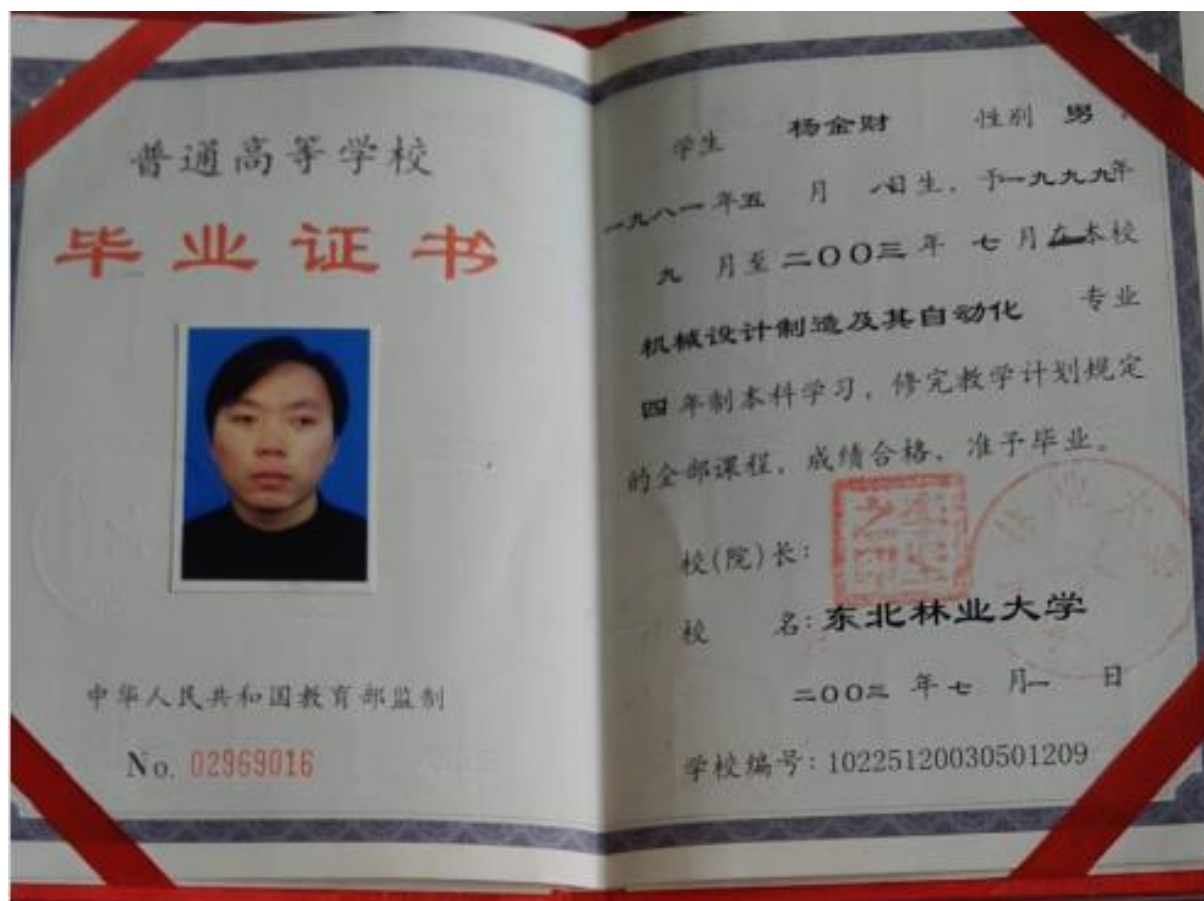 普通高等学校
毕业证书
中华人民共和国教育部监制
No. 02969016
学生 杨金财 性别 男
一九八一年五 月 八日生，于一九九九年
九 月至二〇〇三年 七月在本校
机械设计制造及其自动化 专业
四年制本科学习，修完教学计划规定
的全部课程，成绩合格，准予毕业。
校(院)长：
校 名：东北林业大学
二〇〇三 年七 月一 日
学校编号：10225120030501209